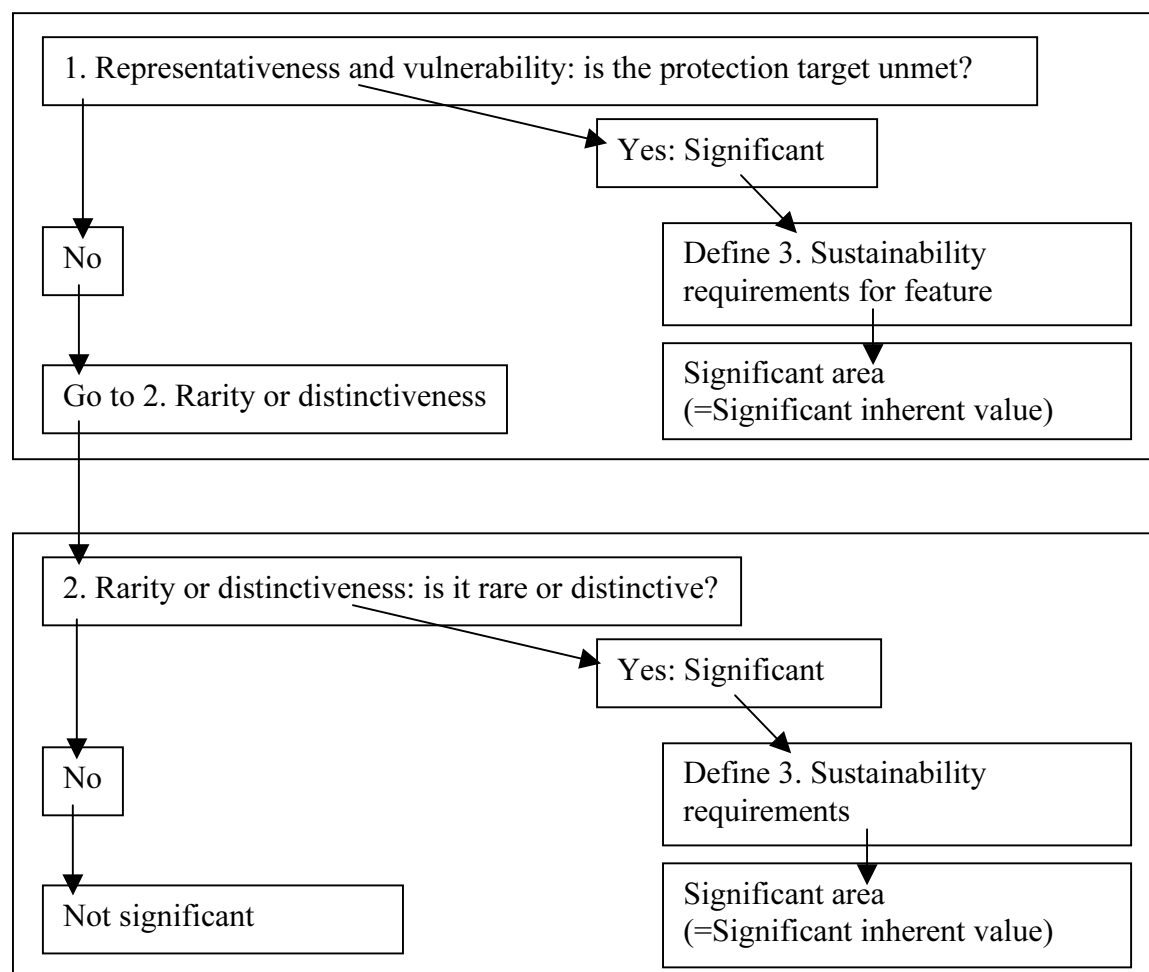 1. Representativeness and vulnerability: is the protection target unmet?
Yes: Significant
No
Define 3. Sustainability
requirements for feature
Go to 2. Rarity or distinctiveness
Significant area
(=Significant inherent value)
2. Rarity or distinctiveness: is it rare or distinctive?
Yes: Significant
No
Define 3. Sustainability
requirements
Not significant
Significant area
(=Significant inherent value)